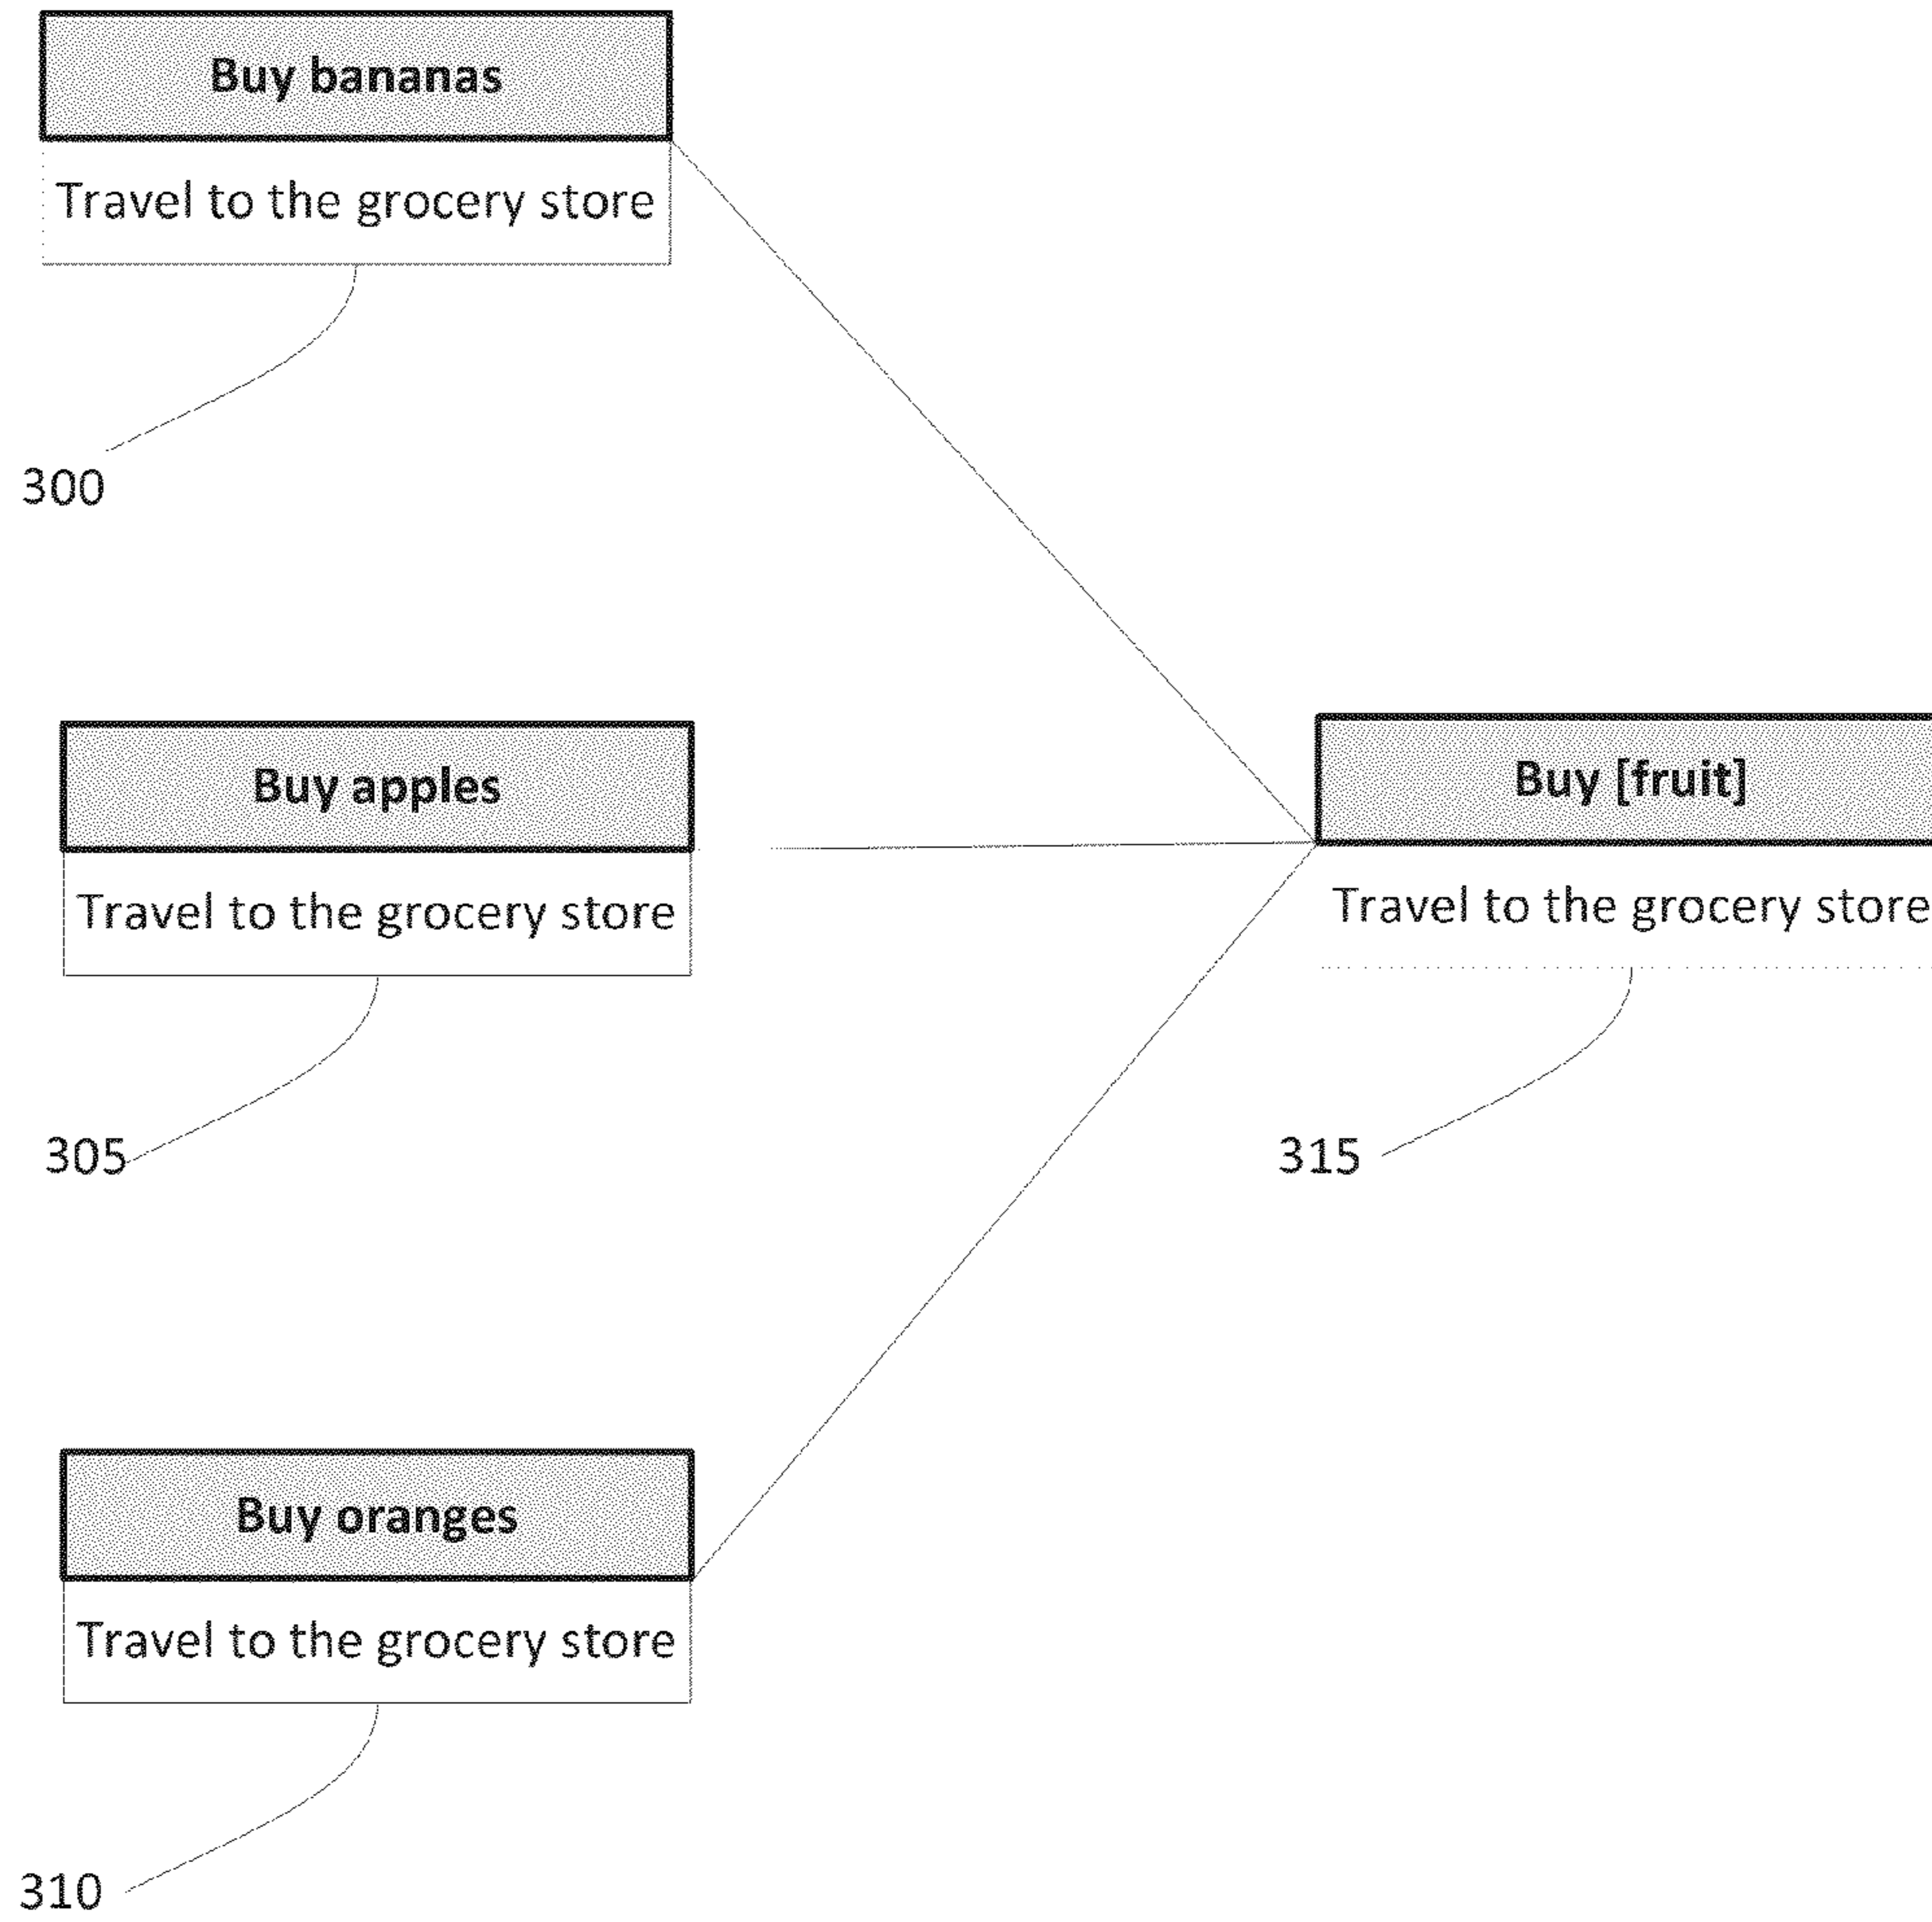 Buy bananas
Travel to the grocery store
300
Buy apples
Travel to the grocery store
305
Buy [fruit]
Travel to the grocery store
315
Buy oranges
Travel to the grocery store
310